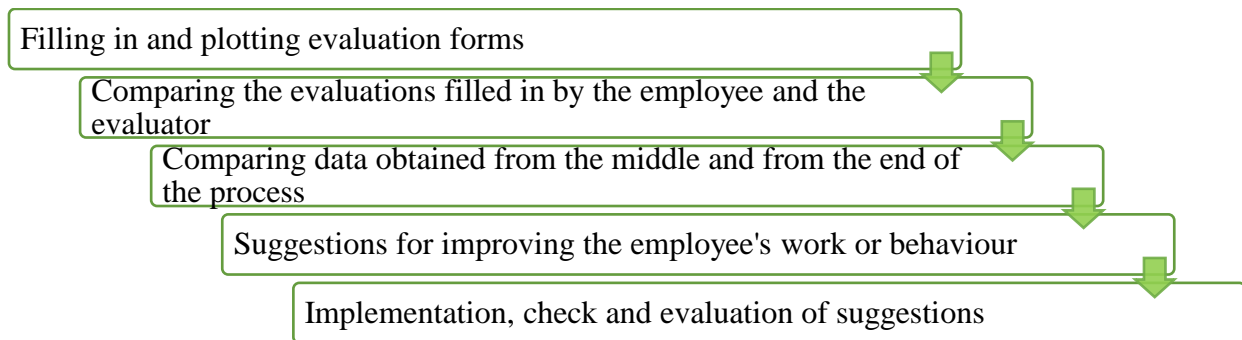 Filling in and plotting evaluation forms
Comparing the evaluations filled in by the employee and the
evaluator
Comparing data obtained from the middle and from the end of
the process
Suggestions for improving the employee's work or behaviour
Implementation, check and evaluation of suggestions